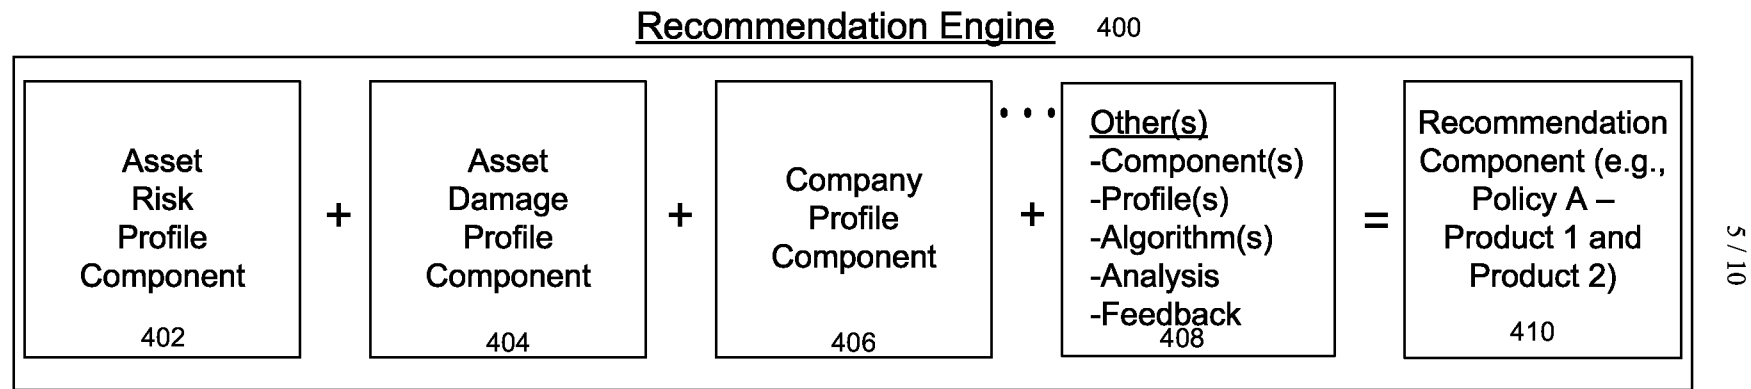 Recommendation Engine 400
Asset
Risk
Profile
Component
402
+
Asset
Damage
Profile
Component
404
+
Company
Profile
Component
406
...
+
Other(s)
-Component(s)
-Profile(s)
-Algorithm(s)
-Analysis
-Feedback
408
=
Recommendation
Component (e.g.,
Policy A –
Product 1 and
Product 2)
410
5 / 10